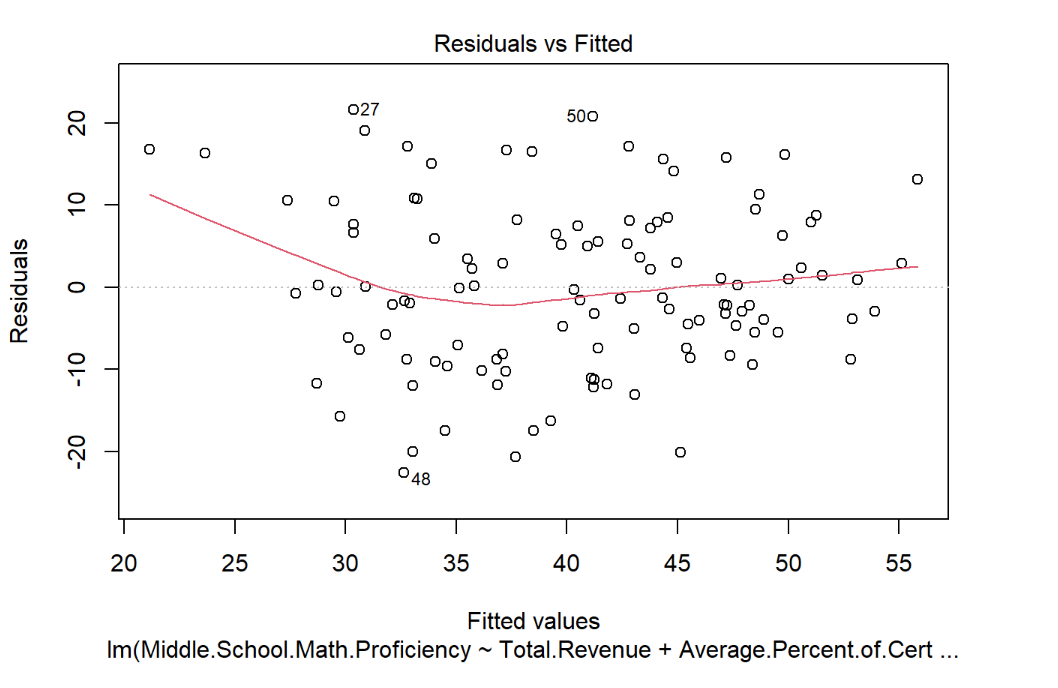 Residuals vs Fitted
Residuals
20
10
0
-10
-20
27
50
48
20 25 30 35 40 45 50 55
Fitted values
lm(Middle.School.Math.Proficiency ~ Total.Revenue + Average.Percent.of.Cert ...